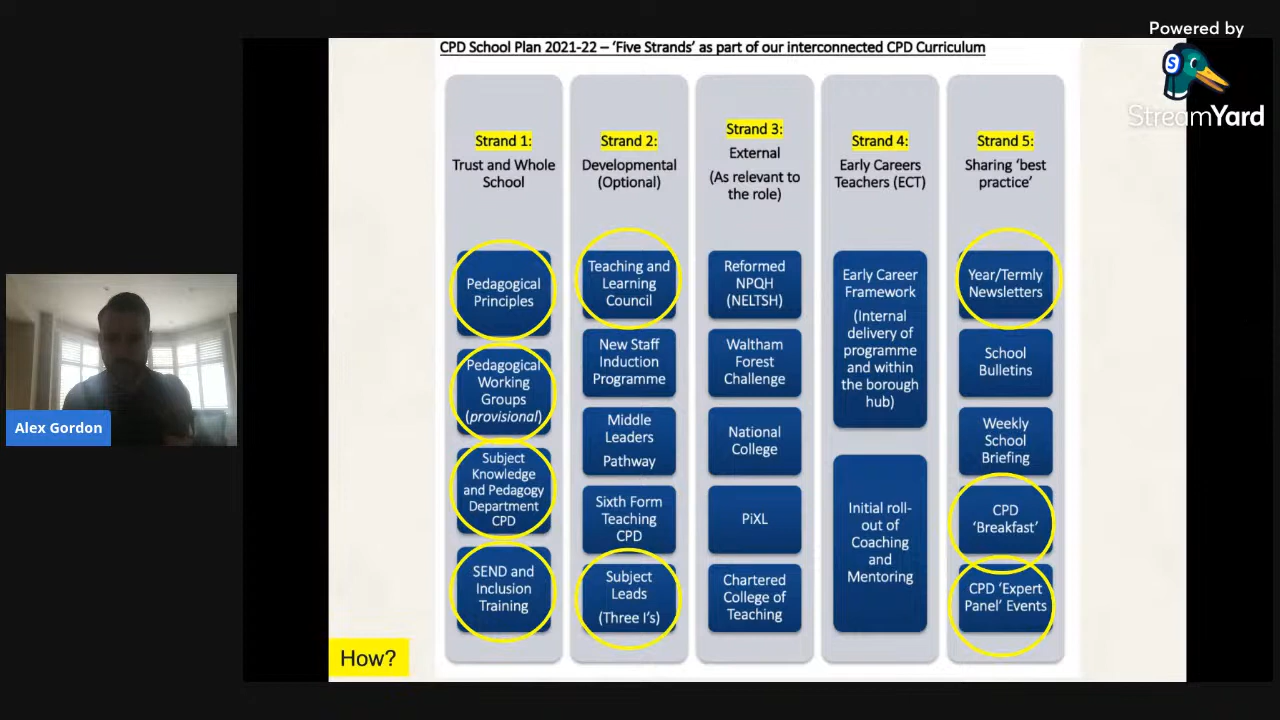 Powered by
StreamYard
CPD School Plan 2021-22 – ‘Five Strands’ as part of our interconnected CPD Curriculum
Strand 1:
Trust and Whole
School
Pedagogical
Principles
Pedagogical
Working
Groups
(provisional)
Subject
Knowledge
and Pedagogy
Department
CPD
SEND and
Inclusion
Training
Strand 2:
Developmental
(Optional)
Teaching and
Learning
Council
New Staff
Induction
Programme
Middle
Leaders
Pathway
Sixth Form
Teaching
CPD
Subject
Leads
(Three I's)
Strand 3:
External
(As relevant to
the role)
Reformed
NPQH
(NELTSH)
Waltham
Forest
Challenge
National
College
PiXL
Chartered
College of
Teaching
Strand 4:
Early Careers
Teachers (ECT)
Early Career
Framework
(Internal
delivery of
programme
and within
the borough
hub)
Initial roll-
out of
Coaching
and
Mentoring
Strand 5:
Sharing ‘best
practice’
Year/Termly
Newsletters
School
Bulletins
Weekly
School
Briefing
CPD
‘Breakfast’
CPD ‘Expert
Panel’ Events
Alex Gordon
How?